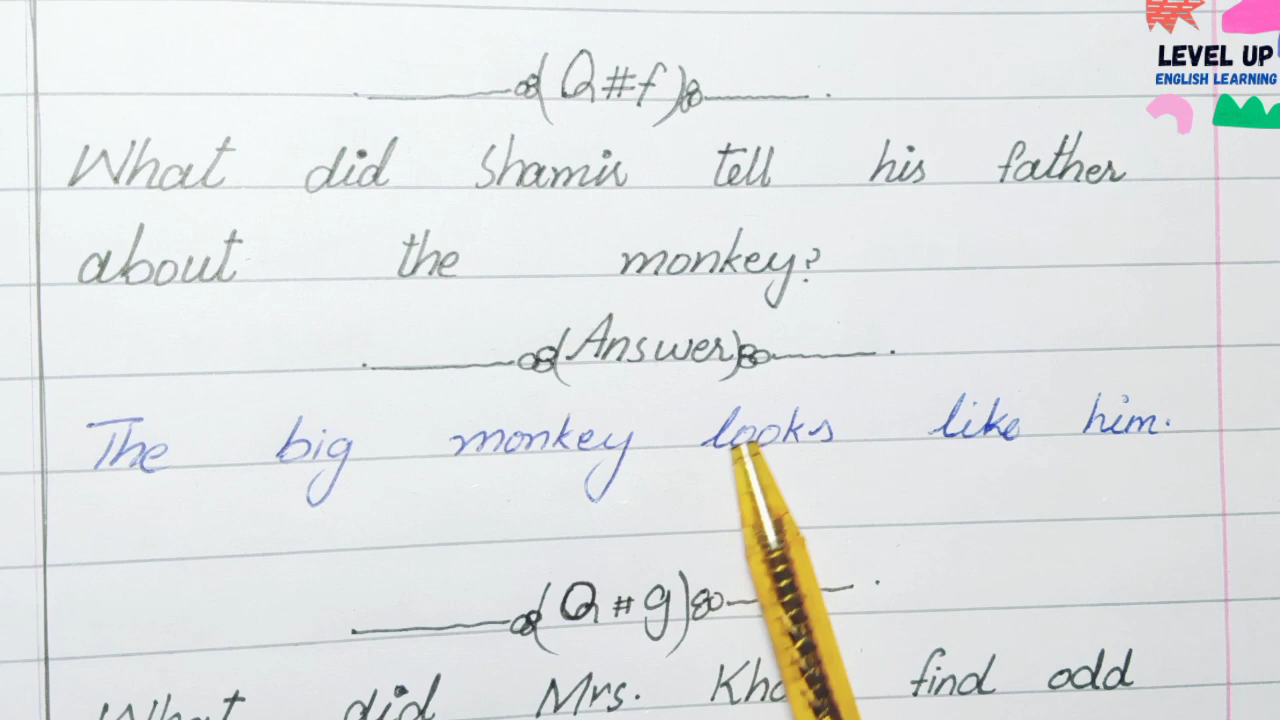 LEVEL UP
ENGLISH LEARNING
(Q#f)
What did Shamir tell his father
about the monkey?
(Answer)
The big monkey looks like him.
(Q#g)
What did Mrs. find odd